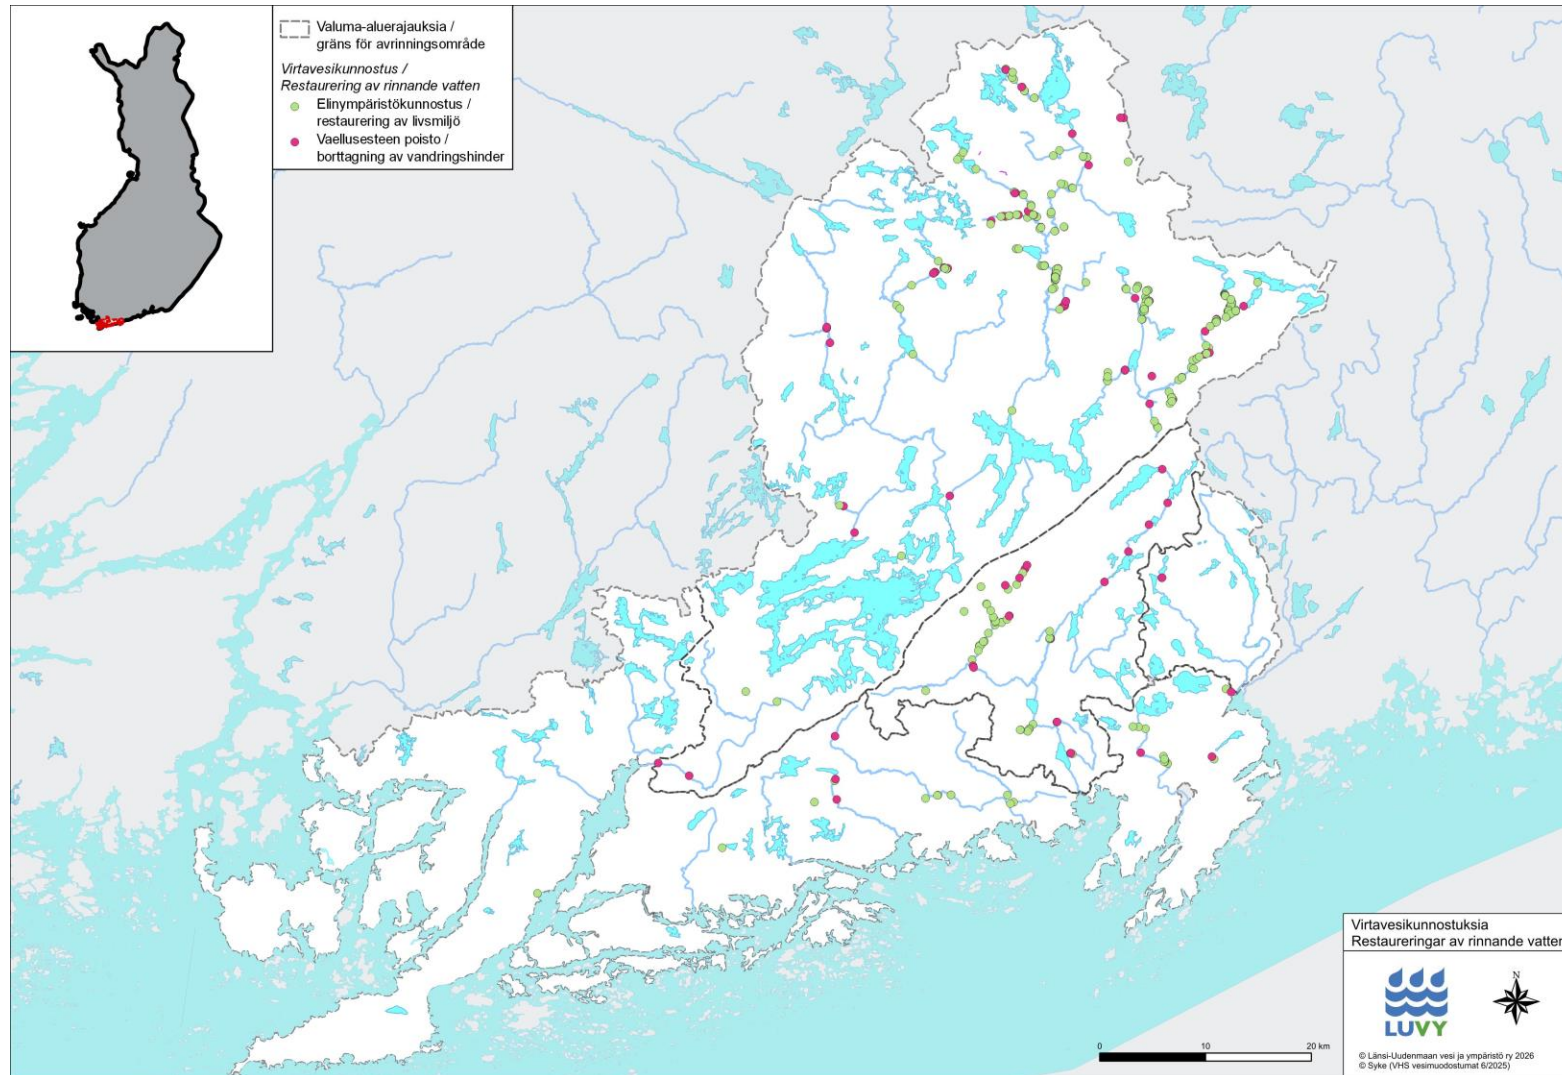 Valuma-aluerajauksia /
gräns för avrinningsområde
Virtavesikunnostus /
Restaurering av rinnande vatten
Elinympäristökunnostus /
restaurering av livsmiljö
Vaellusesteen poisto /
borttagning av vandringshinder
Virtavesikunnostuksia
Restaureringar av rinnande vatten
LUVY
N
0 10 20 km
© Länsi-Uudenmaan vesi ja ympäristö ry 2026
© Syke (VHS vesimuodostumat 6/2025)